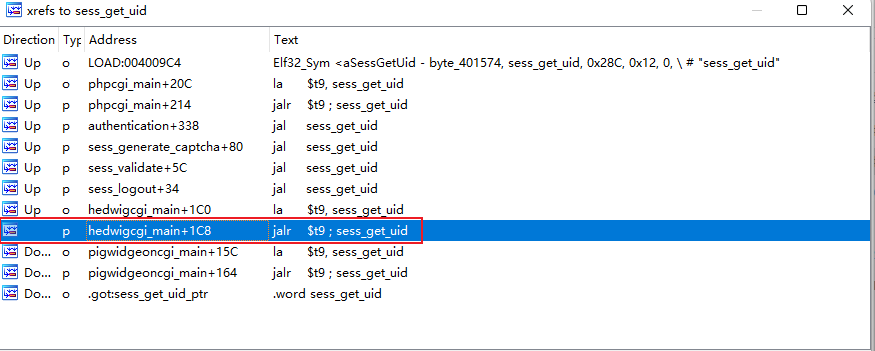 xrefs to sess_get_uid
Direction Typ Address Text
Up o LOAD:004009C4 Elf32_Sym <aSessGetUid - byte_401574, sess_get_uid, 0x28C, 0x12, 0, \ # "sess_get_uid"
Up o phpcgi_main+20C la $t9, sess_get_uid
Up p phpcgi_main+214 jalr $t9 ; sess_get_uid
Up p authentication+338 jal sess_get_uid
Up p sess_generate_captcha+80 jal sess_get_uid
Up p sess_validate+5C jal sess_get_uid
Up p sess_logout+34 jal sess_get_uid
Up o hedwigcgi_main+1C0 la $t9, sess_get_uid
p hedwigcgi_main+1C8 jalr $t9 ; sess_get_uid
Do... o pigwidgeoncgi_main+15C la $t9, sess_get_uid
Do... p pigwidgeoncgi_main+164 jalr $t9 ; sess_get_uid
Do... o .got:sess_get_uid_ptr .word sess_get_uid